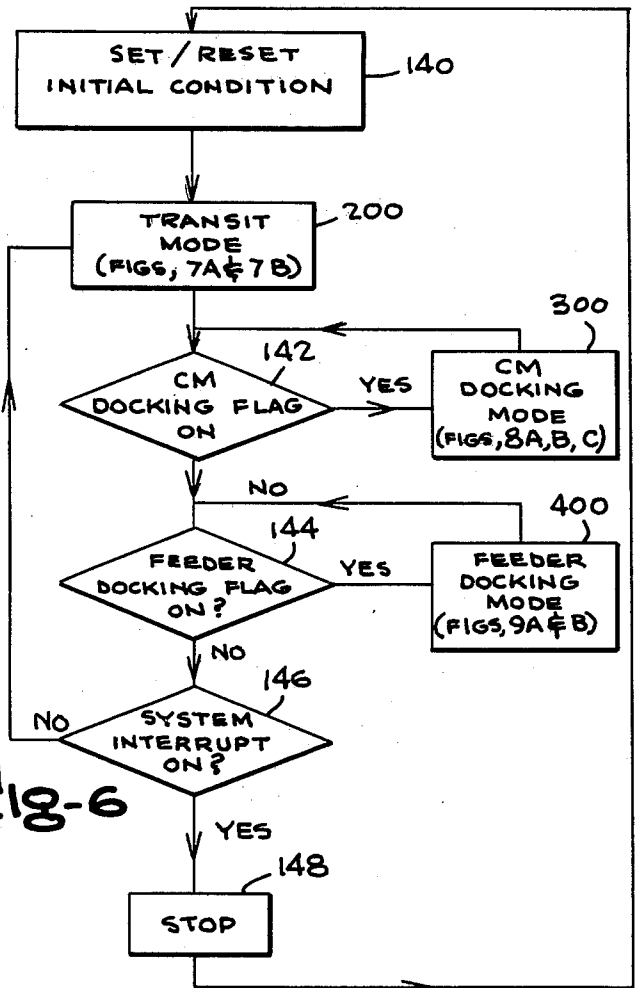 SET/RESET
INITIAL CONDITION
140
TRANSIT
MODE
(FIGS, 7A & 7B)
200
CM
DOCKING FLAG
ON
142
YES
CM
DOCKING
MODE
(FIGS, 8A, B, C)
300
NO
FEEDER
DOCKING FLAG
ON?
144
YES
FEEDER
DOCKING
MODE
(FIGS, 9A & B)
400
NO
SYSTEM
INTERRUPT
ON?
146
NO
YES
Fig-6
STOP
148